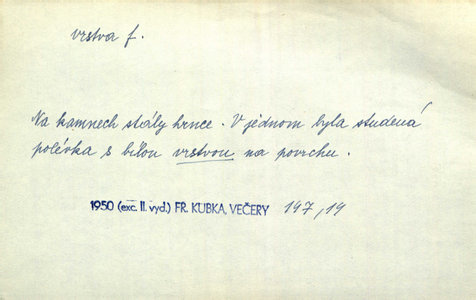 vrstva f.
Na kamnech stály hrnce. V jednom byla studená
polévka s bílou vrstvou na povrchu.
1950 (exc. II. vyd.) FR. KUBKA, VEČERY 147, 19